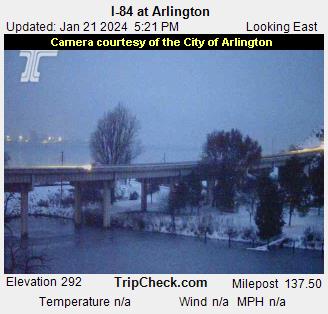 I-84 at Arlington
Updated: Jan 21 2024 5:21 PM Looking East
Camera courtesy of the City of Arlington
Elevation 292 TripCheck.com Milepost 137.50
Temperature n/a Wind n/a MPH n/a